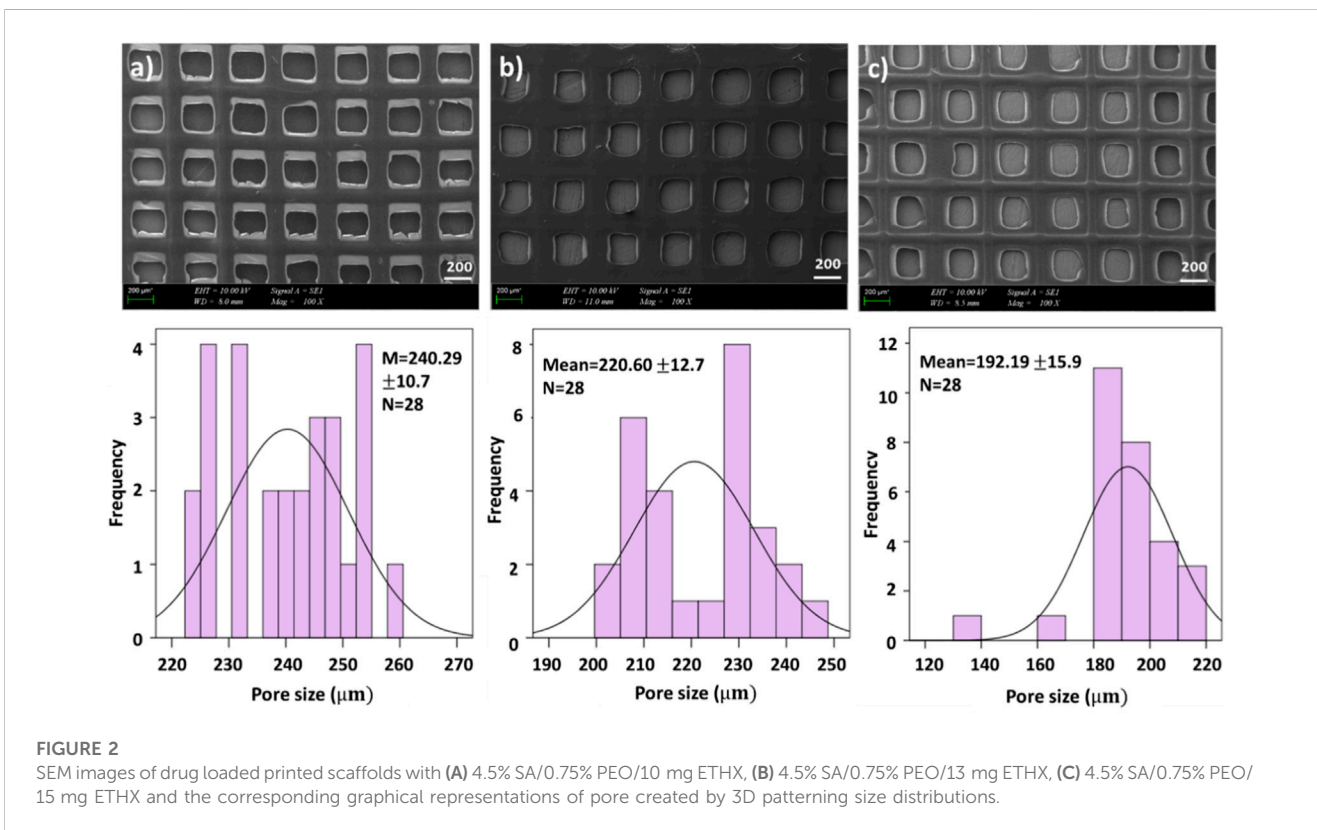 a)
200
200 µm*
EHT = 10.00 kV
Signal A = SE1
WD = 8.0 mm
Mag = 100 X
b)
200
200 µm*
EHT = 10.00 kV
Signal A = SE1
WD = 11.0 mm
Mag = 100 X
c)
200
200 µm*
EHT = 10.00 kV
Signal A = SE1
WD = 8.5 mm
Mag = 100 X
M=240.29
±10.7
N=28
Frequency
4
3
2
1
0
220 230 240 250 260 270
Pore size (μm)
Mean=220.60 ±12.7
N=28
Frequency
8
6
4
2
0
190 200 210 220 230 240 250
Pore size (μm)
Mean=192.19 ±15.9
N=28
Frequency
12
10
8
6
4
2
0
120 140 160 180 200 220
Pore size (μm)
FIGURE 2
SEM images of drug loaded printed scaffolds with (A) 4.5% SA/0.75% PEO/10 mg ETHX, (B) 4.5% SA/0.75% PEO/13 mg ETHX, (C) 4.5% SA/0.75% PEO/
15 mg ETHX and the corresponding graphical representations of pore created by 3D patterning size distributions.